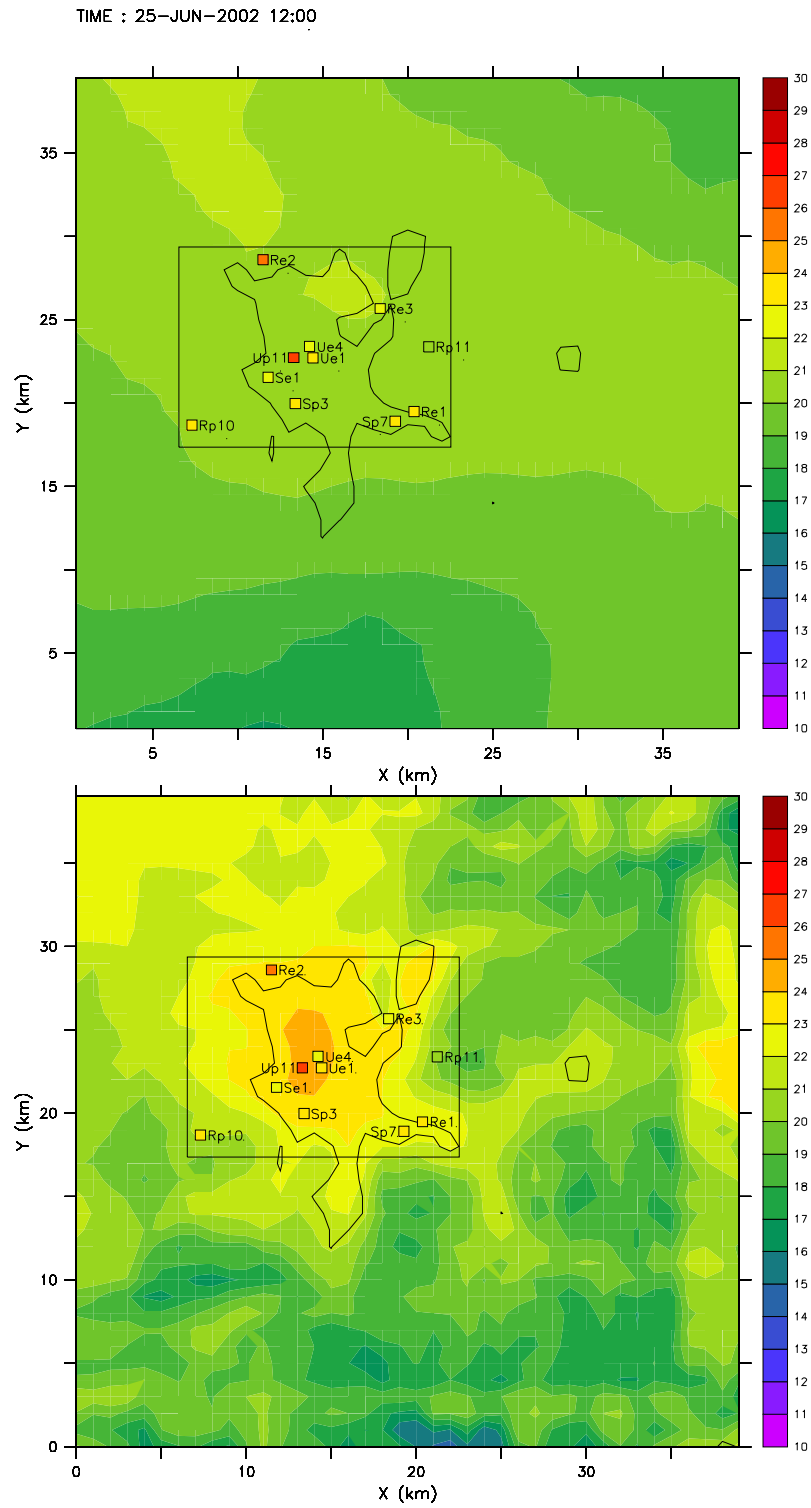 TIME : 25-JUN-2002 12:00
30
29
28
27
26
25
24
23
22
21
20
19
18
17
16
15
14
13
12
11
10
35
25
15
5
Y (km)
Re2
Re3
Ue4
Rp11
Up11
Ue1
Se1
Sp3
Re1
Sp7
Rp10
5
15
25
35
X (km)
30
29
28
27
26
25
24
23
22
21
20
19
18
17
16
15
14
13
12
11
10
30
20
10
0
Y (km)
Re2.
Re3.
Ue4.
Rp11.
Up11
Ue1.
Se1.
Sp3
Re1.
Sp7
Rp10.
0
10
20
30
X (km)